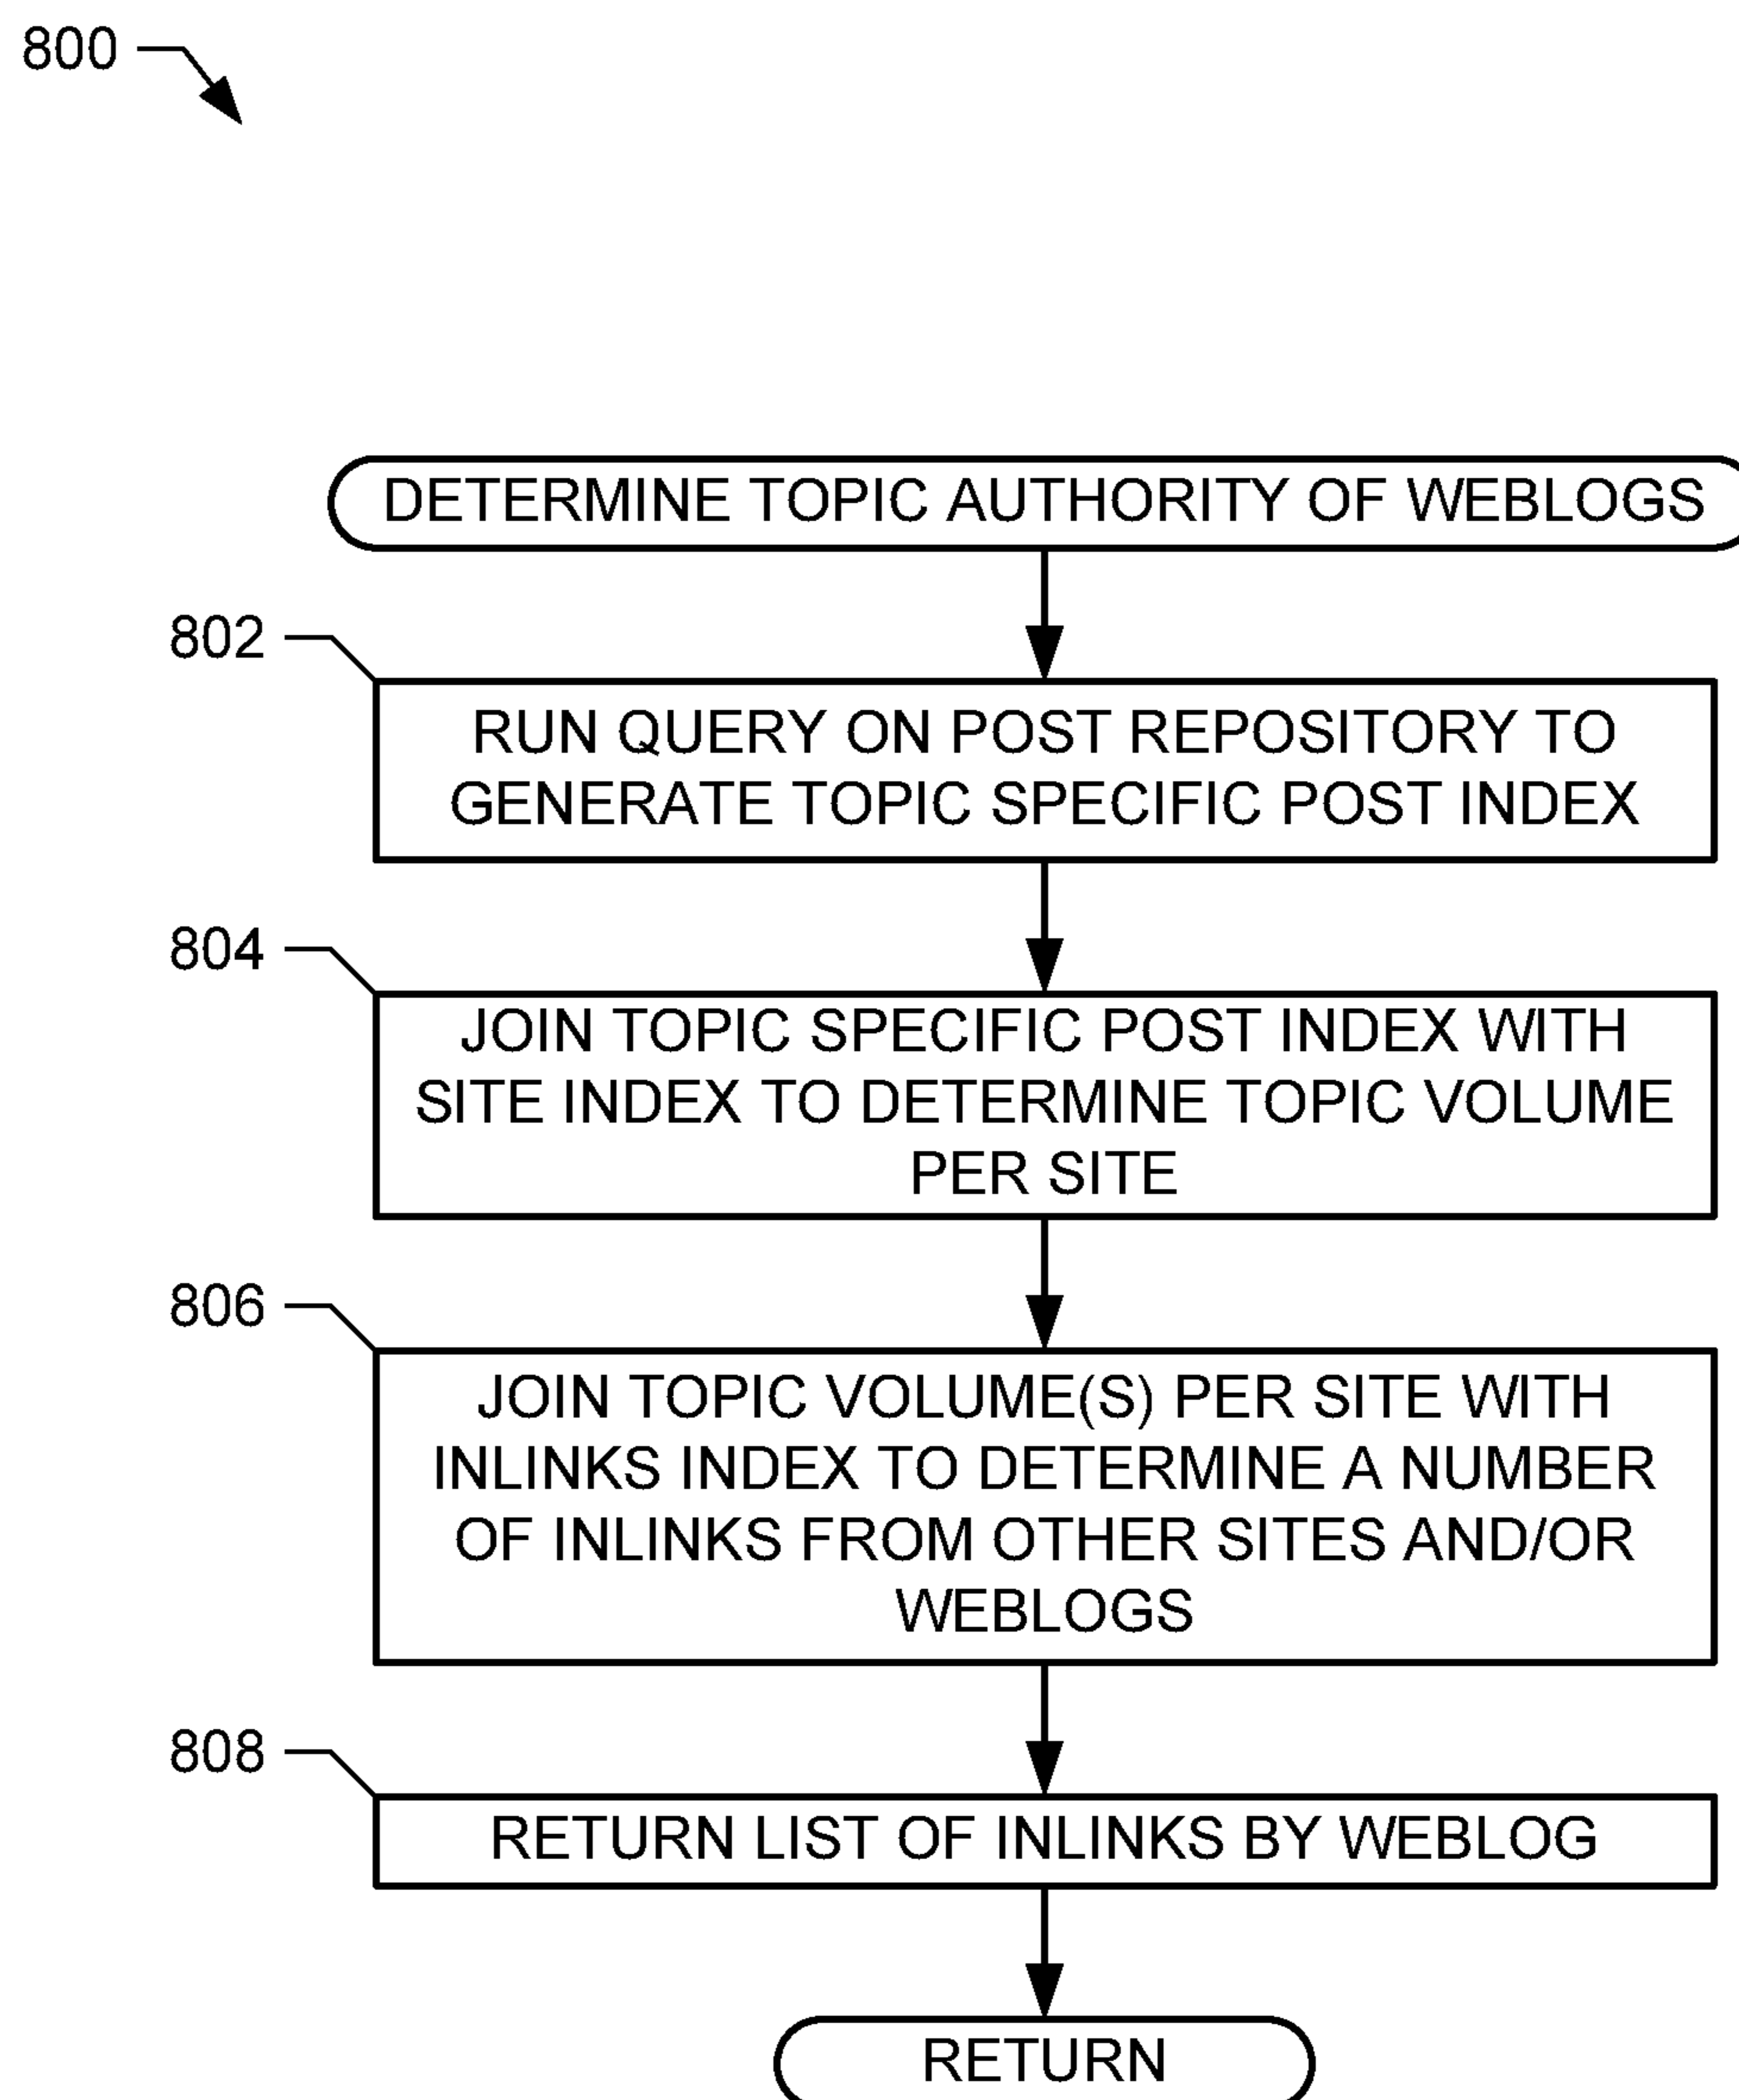 800
DETERMINE TOPIC AUTHORITY OF WEBLOGS
802
RUN QUERY ON POST REPOSITORY TO
GENERATE TOPIC SPECIFIC POST INDEX
804
JOIN TOPIC SPECIFIC POST INDEX WITH
SITE INDEX TO DETERMINE TOPIC VOLUME
PER SITE
806
JOIN TOPIC VOLUME(S) PER SITE WITH
INLINKS INDEX TO DETERMINE A NUMBER
OF INLINKS FROM OTHER SITES AND/OR
WEBLOGS
808
RETURN LIST OF INLINKS BY WEBLOG
RETURN